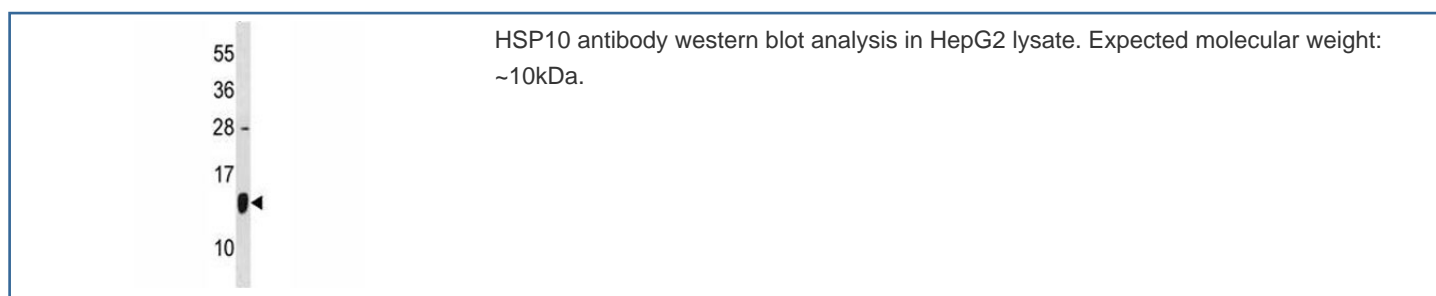 55
36
28
17
10
HSP10 antibody western blot analysis in HepG2 lysate. Expected molecular weight:
~10kDa.